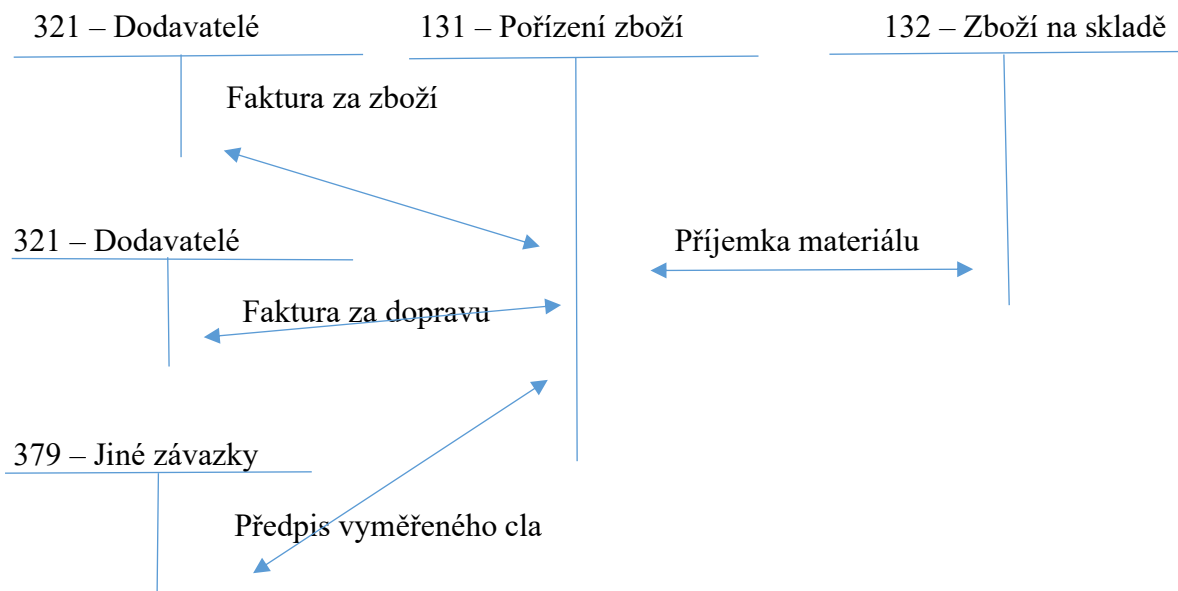 321 – Dodavatelé
131 – Pořízení zboží
132 – Zboží na skladě
Faktura za zboží
321 – Dodavatelé
Příjemka materiálu
Faktura za dopravu
379 – Jiné závazky
Předpis vyměřeného cla